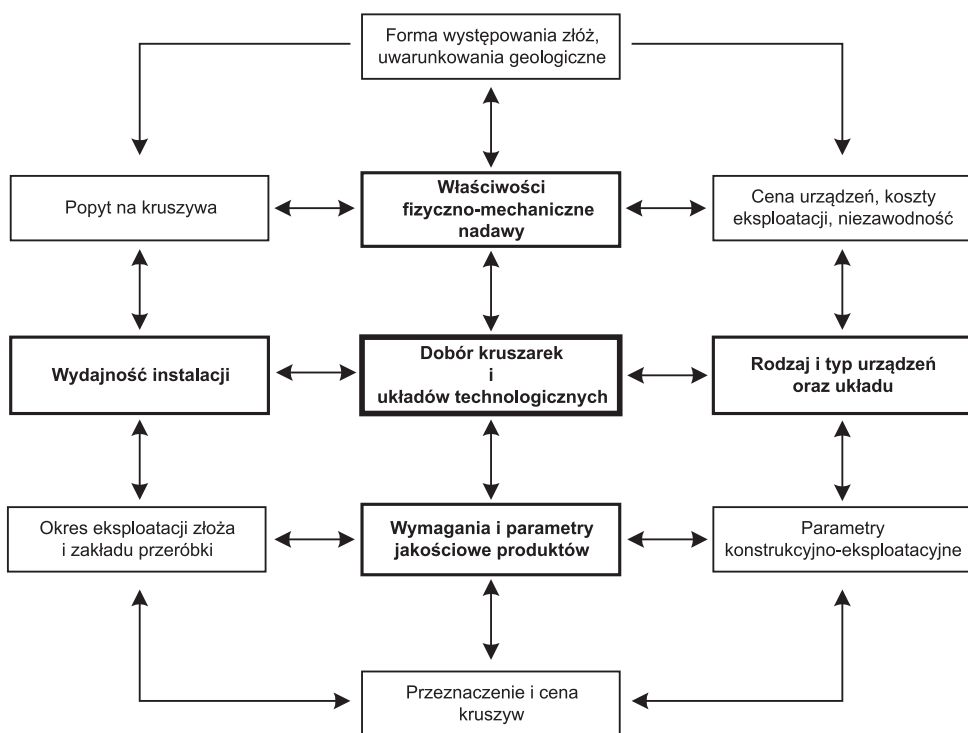 Forma występowania złóż,
uwarunkowania geologiczne
Popyt na kruszywa
Właściwości
fizyczno-mechaniczne
nadawy
Cena urządzeń, koszty
eksploatacji, niezawodność
Wydajność instalacji
Dobór kruszarek
i
układów technologicznych
Rodzaj i typ urządzeń
oraz układu
Okres eksploatacji złoża
i zakładu przeróbki
Wymagania i parametry
jakościowe produktów
Parametry
konstrukcyjno-eksploatacyjne
Przeznaczenie i cena
kruszyw